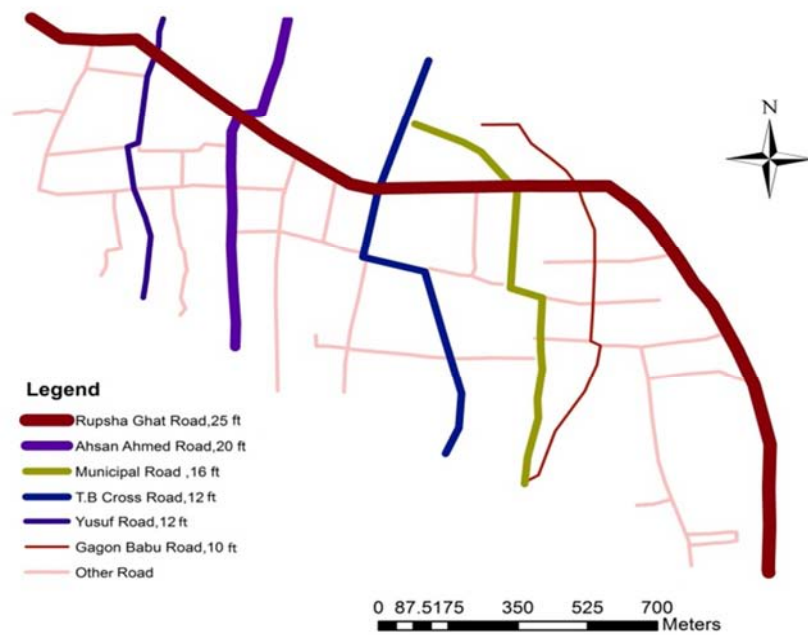 N
Legend
Rupsha Ghat Road,25 ft
Ahsan Ahmed Road,20 ft
Municipal Road ,16 ft
T.B Cross Road,12 ft
Yusuf Road,12 ft
Gagon Babu Road,10 ft
Other Road
0 87.5175 350 525 700
Meters